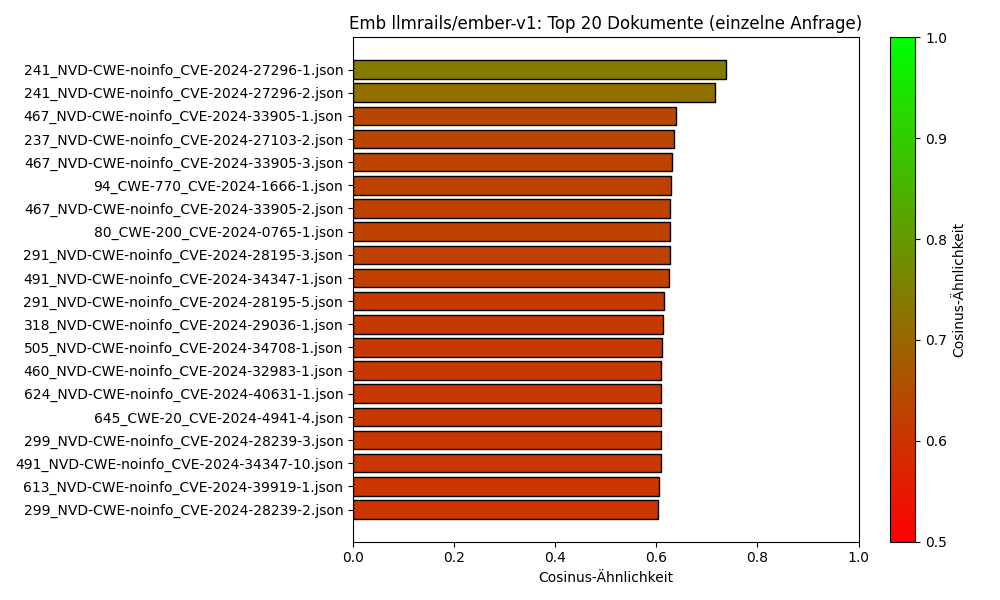 Emb llmrails/ember-v1: Top 20 Dokumente (einzelne Anfrage)
241_NVD-CWE-noinfo_CVE-2024-27296-1.json
241_NVD-CWE-noinfo_CVE-2024-27296-2.json
467_NVD-CWE-noinfo_CVE-2024-33905-1.json
237_NVD-CWE-noinfo_CVE-2024-27103-2.json
467_NVD-CWE-noinfo_CVE-2024-33905-3.json
94_CWE-770_CVE-2024-1666-1.json
467_NVD-CWE-noinfo_CVE-2024-33905-2.json
80_CWE-200_CVE-2024-0765-1.json
291_NVD-CWE-noinfo_CVE-2024-28195-3.json
491_NVD-CWE-noinfo_CVE-2024-34347-1.json
291_NVD-CWE-noinfo_CVE-2024-28195-5.json
318_NVD-CWE-noinfo_CVE-2024-29036-1.json
505_NVD-CWE-noinfo_CVE-2024-34708-1.json
460_NVD-CWE-noinfo_CVE-2024-32983-1.json
624_NVD-CWE-noinfo_CVE-2024-40631-1.json
645_CWE-20_CVE-2024-4941-4.json
299_NVD-CWE-noinfo_CVE-2024-28239-3.json
491_NVD-CWE-noinfo_CVE-2024-34347-10.json
613_NVD-CWE-noinfo_CVE-2024-39919-1.json
299_NVD-CWE-noinfo_CVE-2024-28239-2.json
0.0 0.2 0.4 0.6 0.8 1.0
Cosinus-Ähnlichkeit
1.0
0.9
0.8
0.7
0.6
0.5
Cosinus-Ähnlichkeit